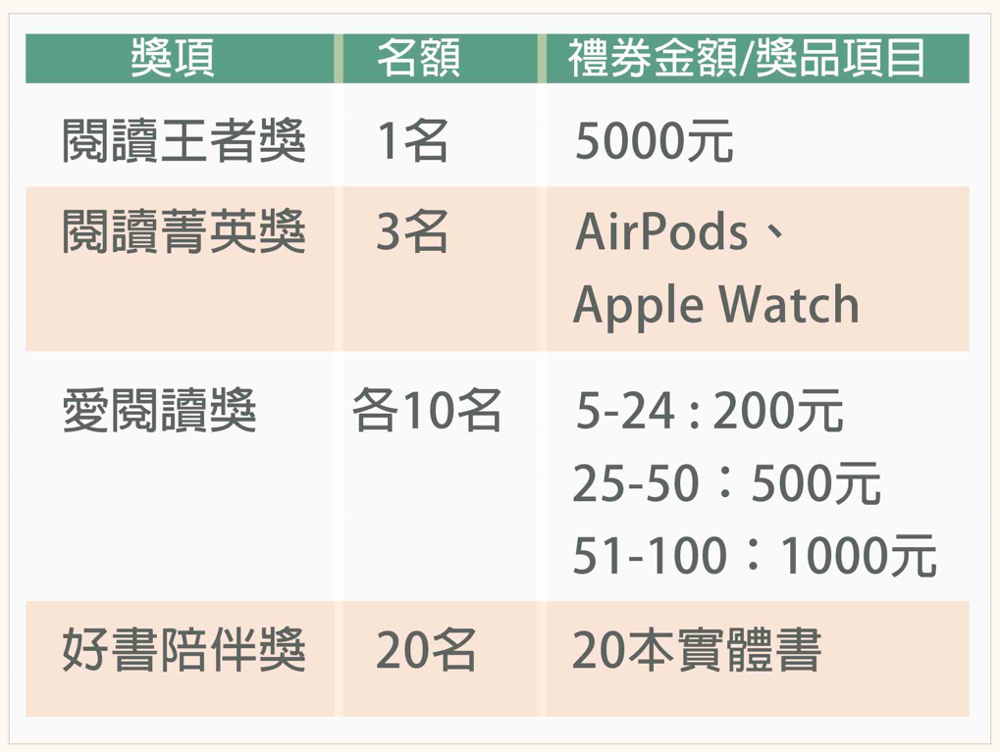 獎項 名額 禮券金額/獎品項目
閱讀王者獎 1名 5000元
閱讀菁英獎 3名 AirPods、
Apple Watch
愛閱讀獎 各10名 5-24 : 200元
25-50：500元
51-100：1000元
好書陪伴獎 20名 20本實體書